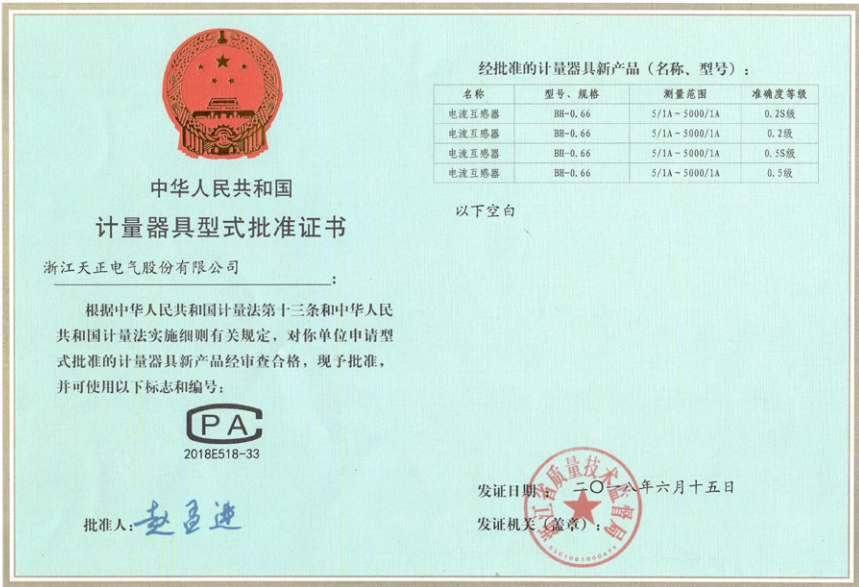 中华人民共和国
计量器具型式批准证书
浙江天正电气股份有限公司
：
根据中华人民共和国计量法第十三条和中华人民
共和国计量法实施细则有关规定，对你单位申请型
式批准的计量器具新产品经审查合格，现予批准，
并可使用以下标志和编号：
CPA
2018E518-33
批准人：
经批准的计量器具新产品（名称、型号）：
名称 型号、规格 测量范围 准确度等级
电流互感器 BH-0.66 5/1A～5000/1A 0.2S级
电流互感器 BH-0.66 5/1A～5000/1A 0.2级
电流互感器 BH-0.66 5/1A～5000/1A 0.5S级
电流互感器 BH-0.66 5/1A～5000/1A 0.5级
以下空白
发证日期：二〇一八年六月十五日
发证机关（盖章）：
浙江省质量技术监督局